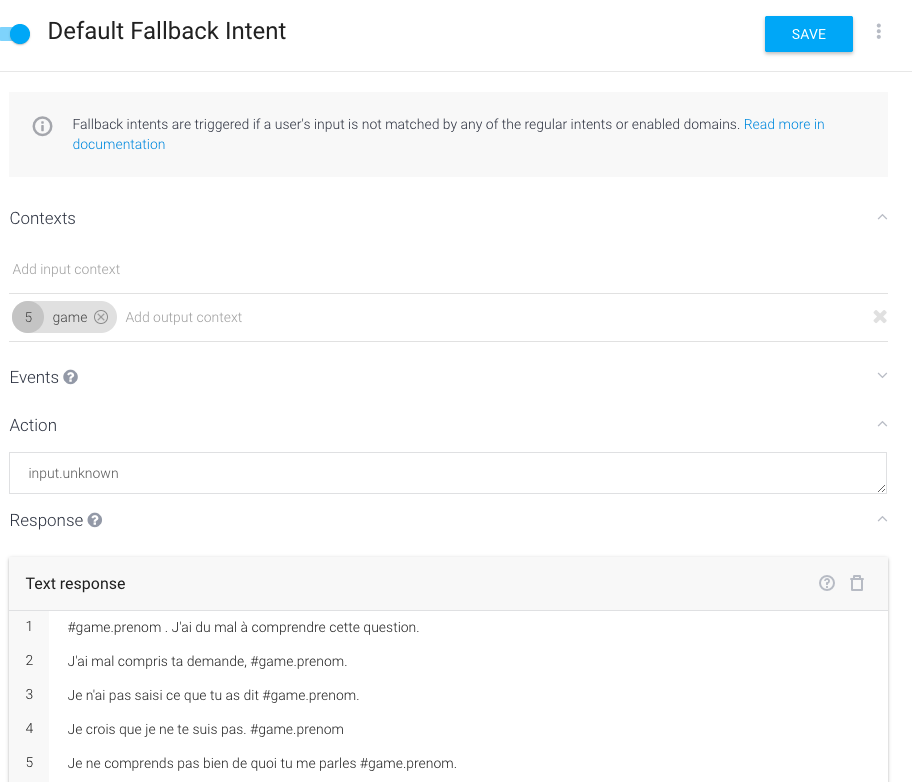 Default Fallback Intent
SAVE
Fallback intents are triggered if a user's input is not matched by any of the regular intents or enabled domains. Read more in
documentation
Contexts
Add input context
5 game Add output context
Events ?
Action
input.unknown
Response ?
Text response ?
1 #game.prenom . J'ai du mal à comprendre cette question.
2 J'ai mal compris ta demande, #game.prenom.
3 Je n'ai pas saisi ce que tu as dit #game.prenom.
4 Je crois que je ne te suis pas. #game.prenom
5 Je ne comprends pas bien de quoi tu me parles #game.prenom.